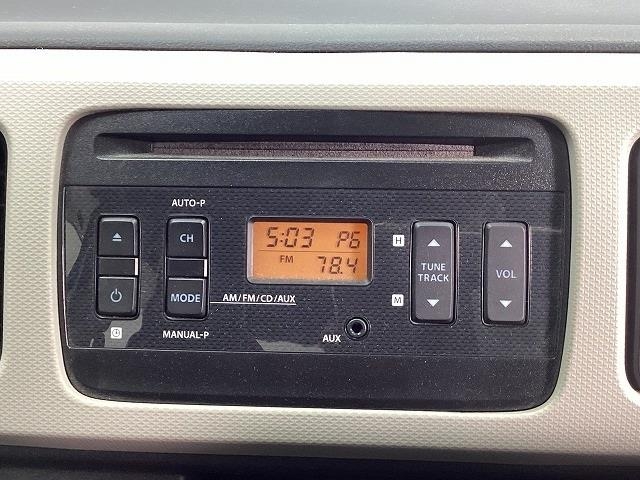 AUTO-P
CH
MODE
AM/FM/CD/AUX
MANUAL-P
5:03 P6
FM 78.4
AUX
H
M
TUNE
TRACK
VOL